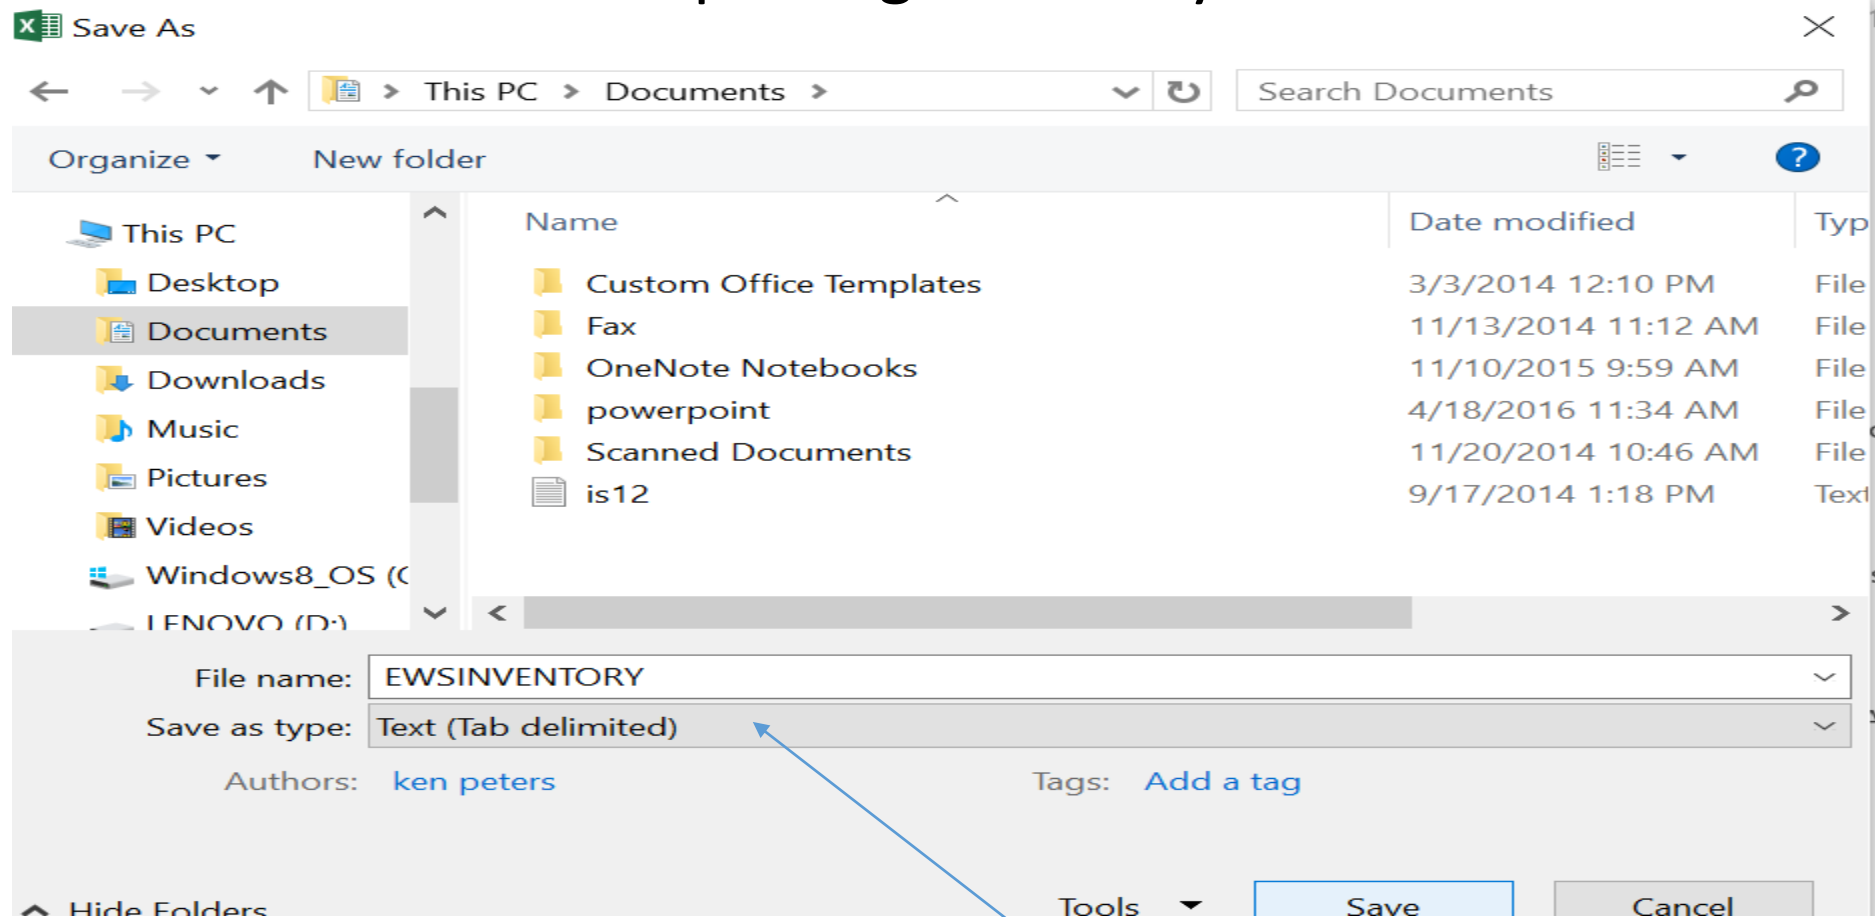 Save As
This PC > Documents >
Search Documents
Organize
New folder
Name
Date modified
Typ
This PC
Desktop
Documents
Downloads
Music
Pictures
Videos
Windows8_OS (C
LENOVO (D:)
Custom Office Templates 3/3/2014 12:10 PM File
Fax 11/13/2014 11:12 AM File
OneNote Notebooks 11/10/2015 9:59 AM File
powerpoint 4/18/2016 11:34 AM File
Scanned Documents 11/20/2014 10:46 AM File
is12 9/17/2014 1:18 PM Text
File name: EWSINVENTORY
Save as type: Text (Tab delimited)
Authors: ken peters
Tags: Add a tag
Hide Folders
Tools
Save
Cancel